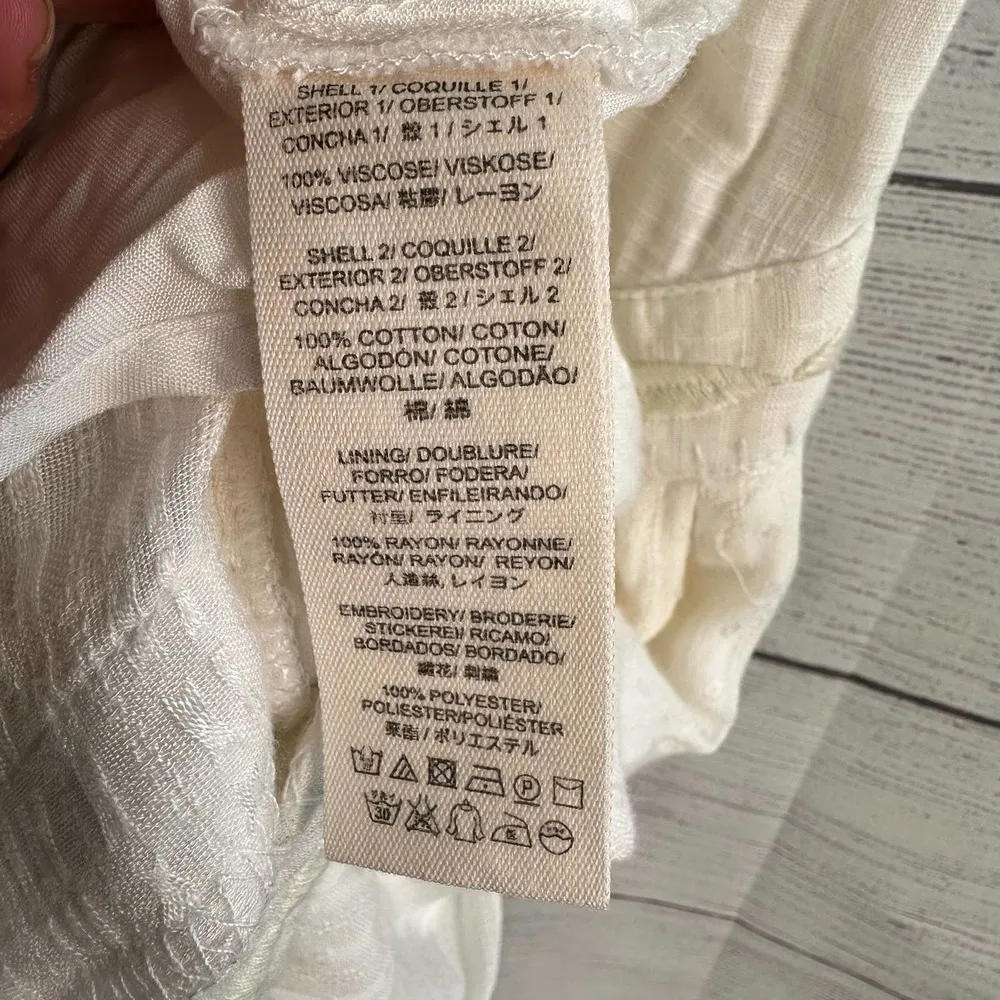 SHELL 1/ COQUILLE 1/
EXTERIOR 1/ OBERSTOFF 1/
CONCHA 1/ 殼 1 / シェル 1
100% VISCOSE/ VISKOSE/
VISCOSA/ 粘膠/ レーヨン
SHELL 2/ COQUILLE 2/
EXTERIOR 2/ OBERSTOFF 2/
CONCHA 2/ 殼 2 / シェル 2
100% COTTON/ COTON/
ALGODÓN/ COTONE/
BAUMWOLLE/ ALGODÃO/
棉/ 綿
LINING/ DOUBLURE/
FORRO/ FODERA/
FUTTER/ ENFILEIRANDO/
衬里/ ライニング
100% RAYON/ RAYONNE/
RAYÓN/ RAYON/ REYON/
人造絲, レイヨン
EMBROIDERY/ BRODERIE/
STICKEREI/ RICAMO/
BORDADOS/ BORDADO/
繡花/ 刺繍
100% POLYESTER/
POLIESTER/POLIÉSTER
聚酯/ ポリエステル
P
30